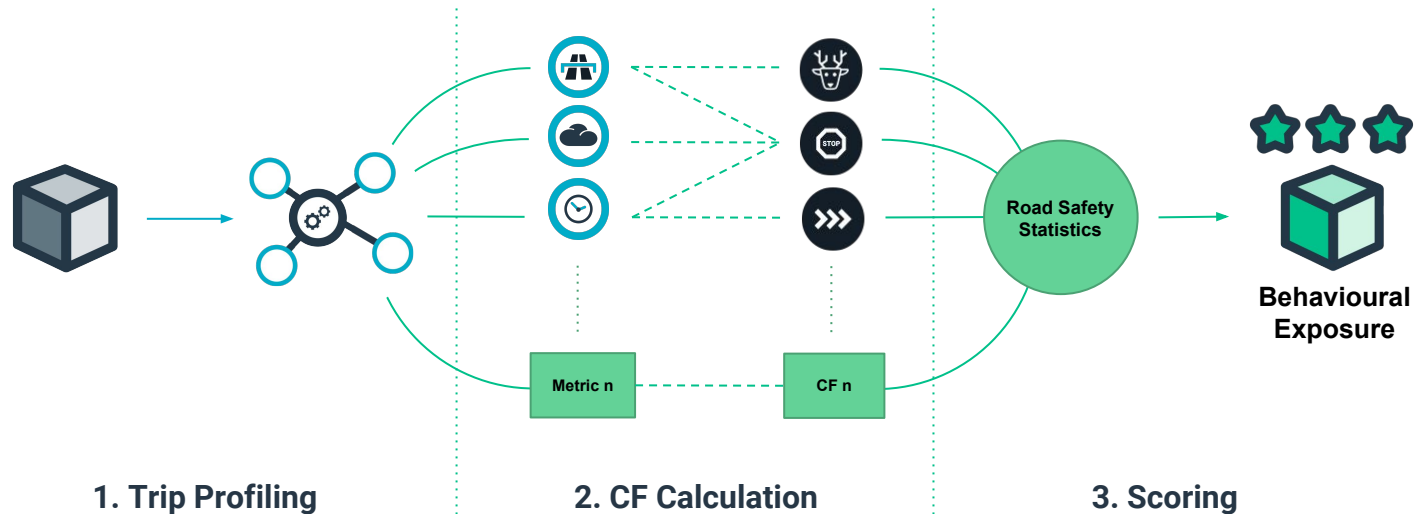 STOP
Road Safety
Statistics
Behavioural
Exposure
Metric n
CF n
1. Trip Profiling
2. CF Calculation
3. Scoring